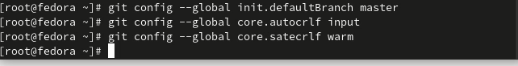 [root@fedora ~]# git config --global init.defaultBranch master
[root@fedora ~]# git config --global core.autocrlf input
[root@fedora ~]# git config --global core.satecrlf warm
[root@fedora ~]#